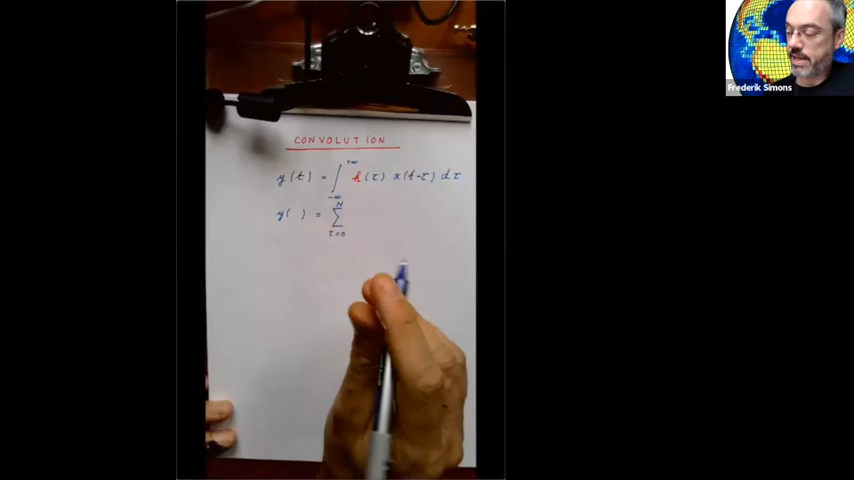 CONVOLUTION
y(t) = ∫_{-∞}^{+∞} h(τ) x(t-τ) dτ
y( ) = Σ_{τ=0}^{N}
Frederik Simons